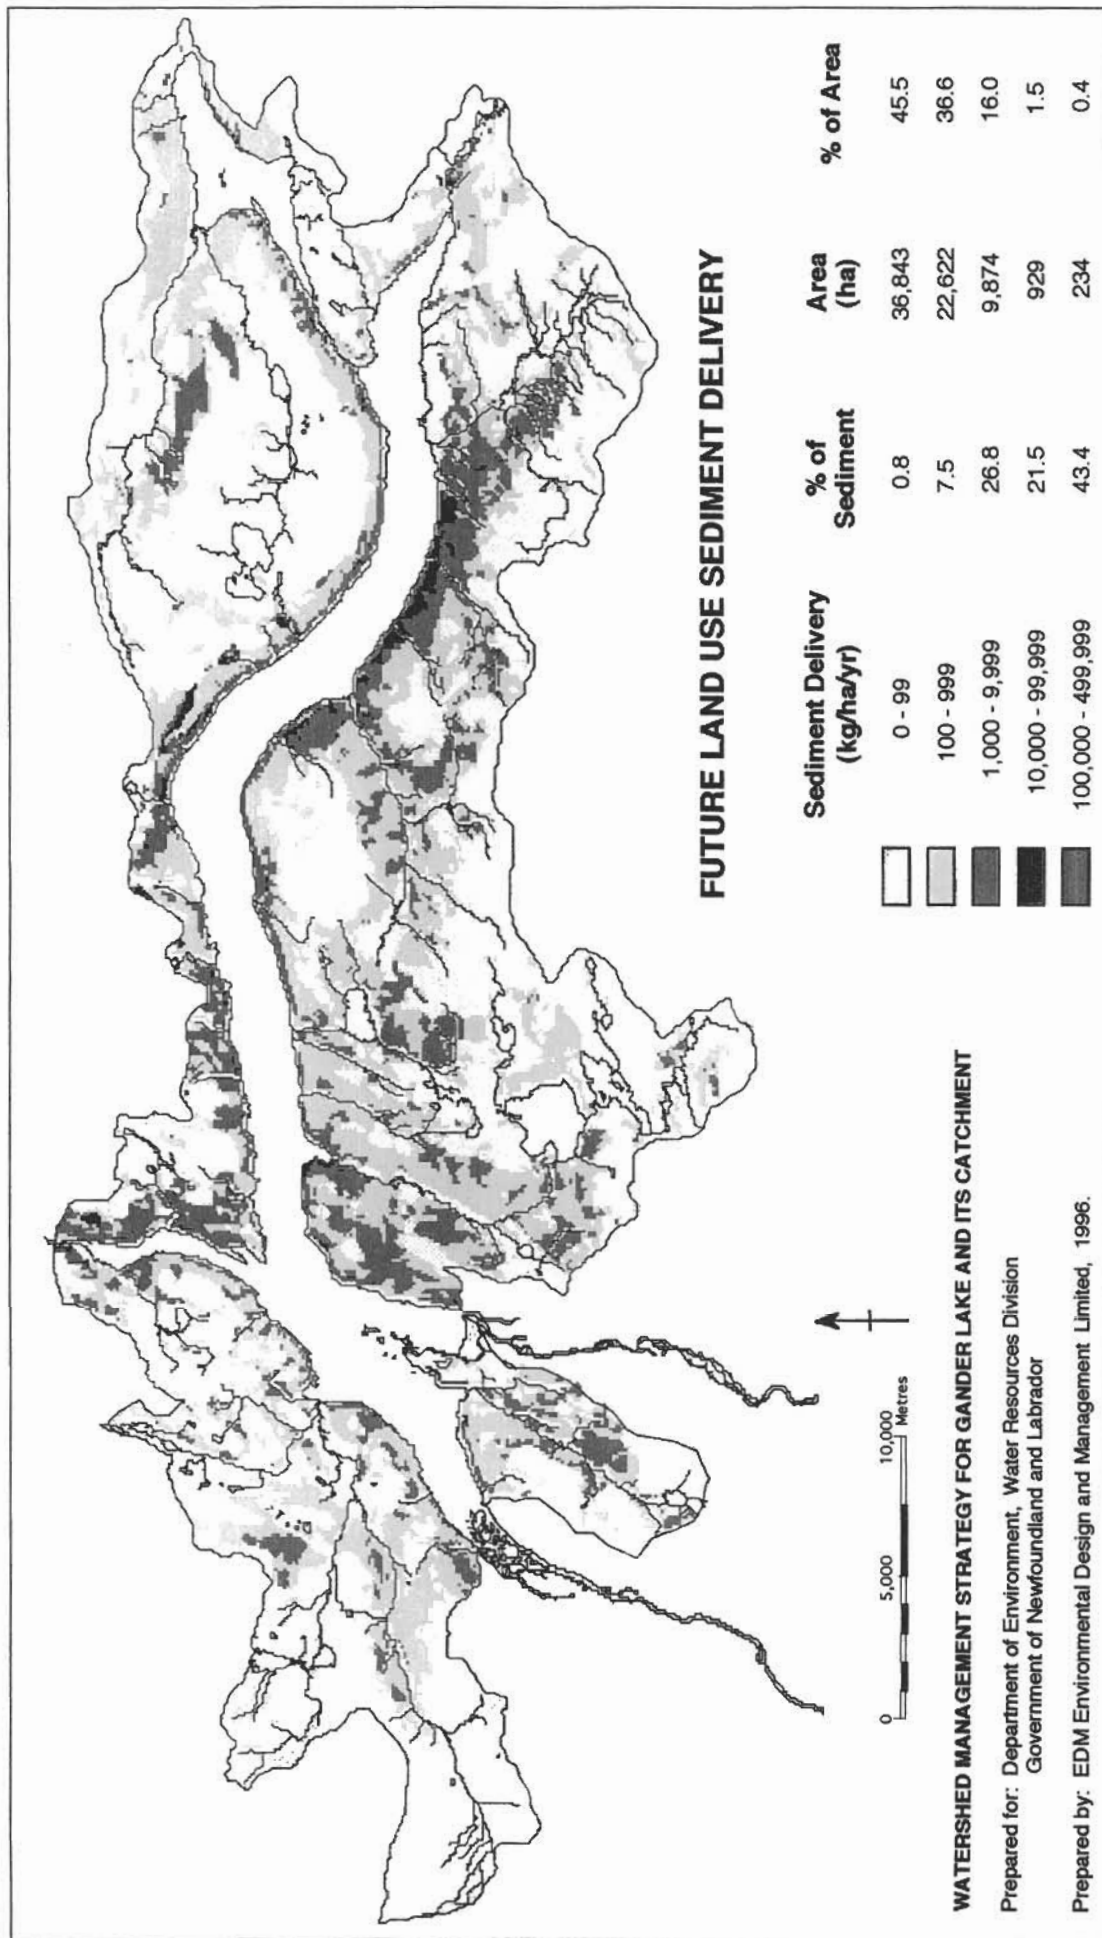 FUTURE LAND USE SEDIMENT DELIVERY
Sediment Delivery % of Area % of Area
(kg/ha/yr) Sediment (ha)
0 - 99 0.8 36,843 45.5
100 - 999 7.5 22,622 36.6
1,000 - 9,999 26.8 9,874 16.0
10,000 - 99,999 21.5 929 1.5
100,000 - 499,999 43.4 234 0.4
0 5,000 10,000
Metres
WATERSHED MANAGEMENT STRATEGY FOR GANDER LAKE AND ITS CATCHMENT
Prepared for: Department of Environment, Water Resources Division
Government of Newfoundland and Labrador
Prepared by: EDM Environmental Design and Management Limited, 1996.